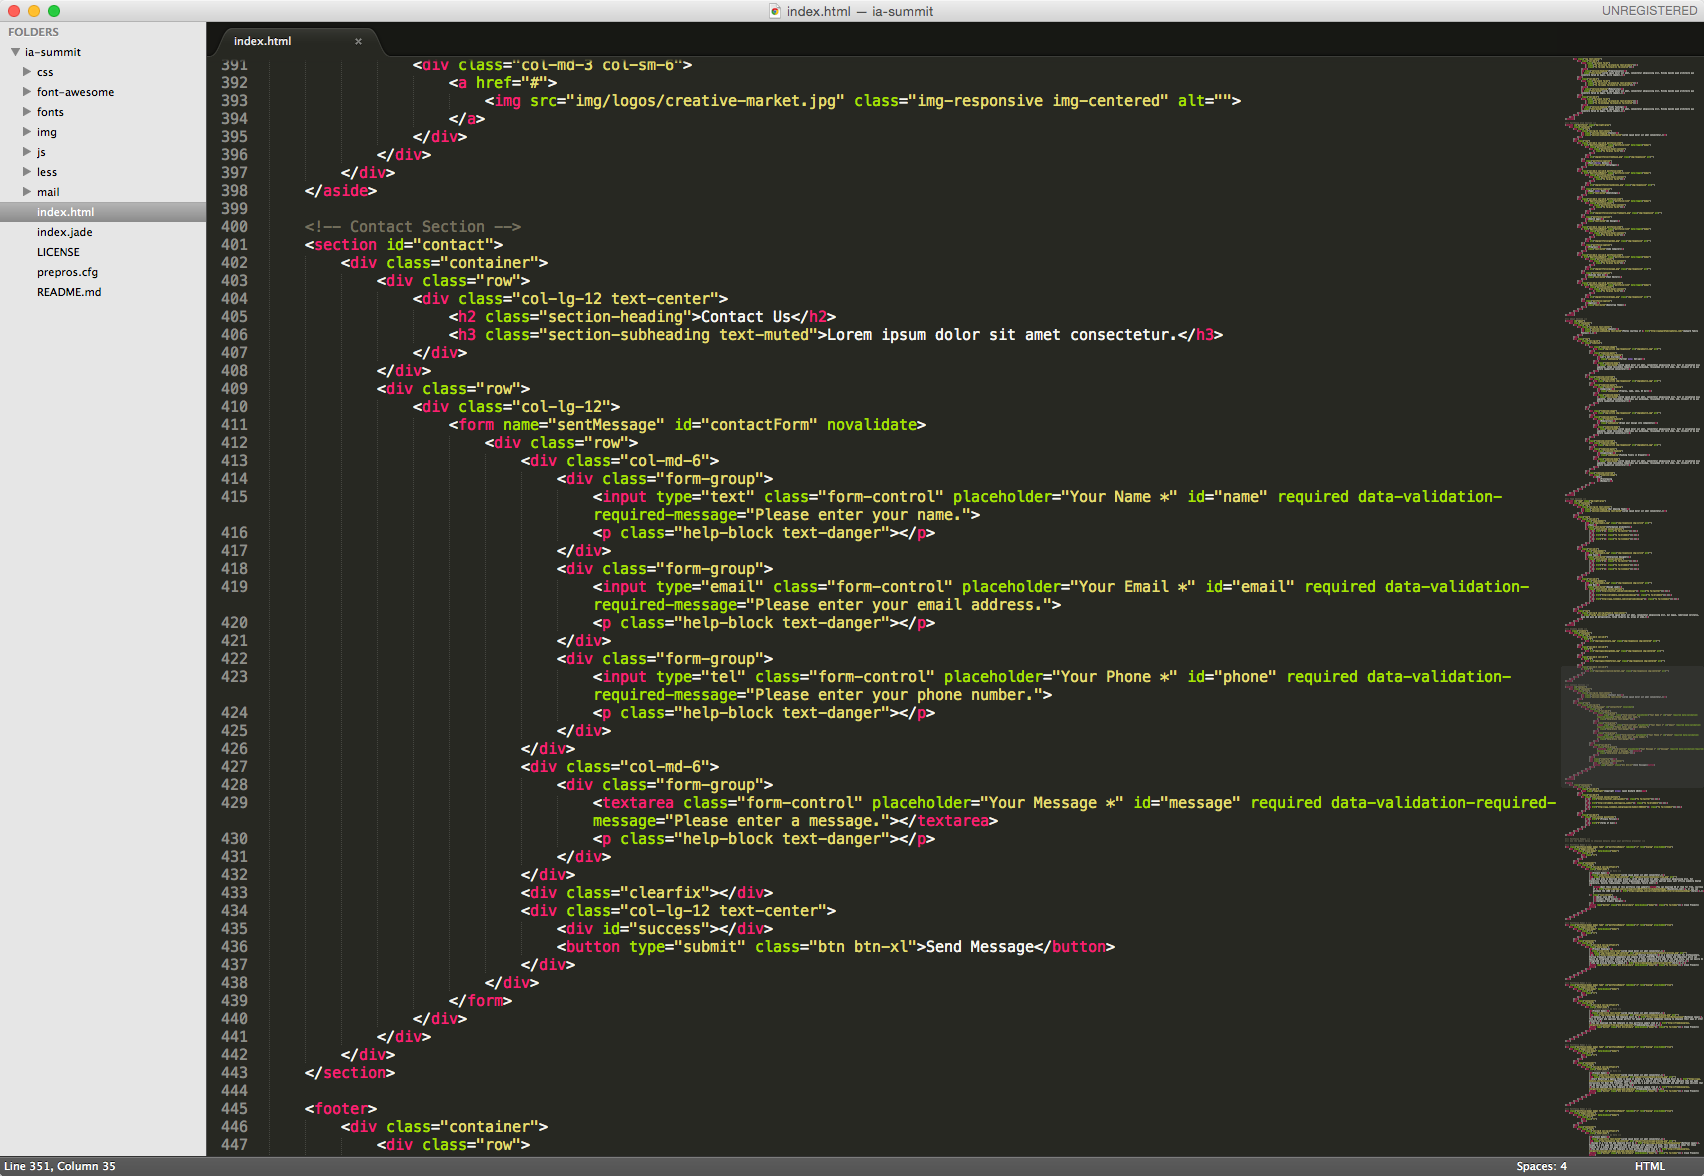 index.html — ia-summit
UNREGISTERED
FOLDERS
ia-summit
css
font-awesome
fonts
img
js
less
mail
index.html
index.jade
LICENSE
prepros.cfg
README.md
index.html ×
391 <div class="col-md-3 col-sm-6">
392 <a href="#">
393 <img src="img/logos/creative-market.jpg" class="img-responsive img-centered" alt="">
394 </a>
395 </div>
396 </div>
397 </div>
398 </aside>
399
400 <!-- Contact Section -->
401 <section id="contact">
402 <div class="container">
403 <div class="row">
404 <div class="col-lg-12 text-center">
405 <h2 class="section-heading">Contact Us</h2>
406 <h3 class="section-subheading text-muted">Lorem ipsum dolor sit amet consectetur.</h3>
407 </div>
408 </div>
409 <div class="row">
410 <div class="col-lg-12">
411 <form name="sentMessage" id="contactForm" novalidate>
412 <div class="row">
413 <div class="col-md-6">
414 <div class="form-group">
415 <input type="text" class="form-control" placeholder="Your Name *" id="name" required data-validation-
required-message="Please enter your name.">
416 <p class="help-block text-danger"></p>
417 </div>
418 <div class="form-group">
419 <input type="email" class="form-control" placeholder="Your Email *" id="email" required data-validation-
required-message="Please enter your email address.">
420 <p class="help-block text-danger"></p>
421 </div>
422 <div class="form-group">
423 <input type="tel" class="form-control" placeholder="Your Phone *" id="phone" required data-validation-
required-message="Please enter your phone number.">
424 <p class="help-block text-danger"></p>
425 </div>
426 </div>
427 <div class="col-md-6">
428 <div class="form-group">
429 <textarea class="form-control" placeholder="Your Message *" id="message" required data-validation-required-
message="Please enter a message."></textarea>
430 <p class="help-block text-danger"></p>
431 </div>
432 </div>
433 <div class="clearfix"></div>
434 <div class="col-lg-12 text-center">
435 <div id="success"></div>
436 <button type="submit" class="btn btn-xl">Send Message</button>
437 </div>
438 </div>
439 </form>
440 </div>
441 </div>
442 </div>
443 </section>
444
445 <footer>
446 <div class="container">
447 <div class="row">
Line 351, Column 35
Spaces: 4
HTML